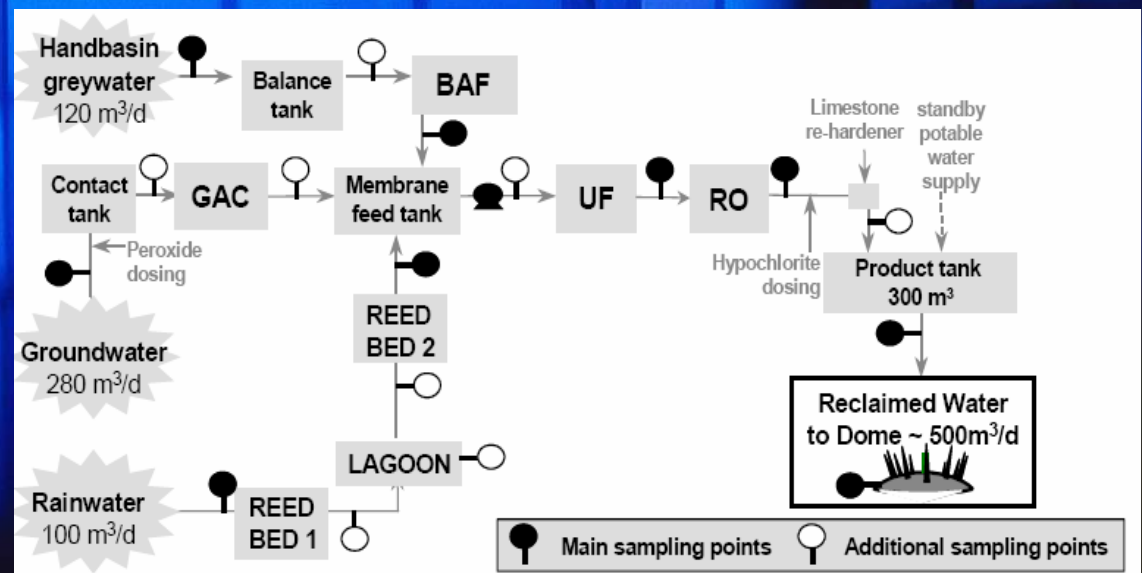 Handbasin
greywater
120 m³/d
Balance
tank
BAF
Contact
tank
GAC
Membrane
feed tank
UF
RO
Limestone
re-hardener
standby
potable
water
supply
Peroxide
dosing
Hypochlorite
dosing
Product tank
300 m³
Groundwater
280 m³/d
REED
BED 2
Reclaimed Water
to Dome ~ 500m³/d
LAGOON
Rainwater
100 m³/d
REED
BED 1
Main sampling points
Additional sampling points